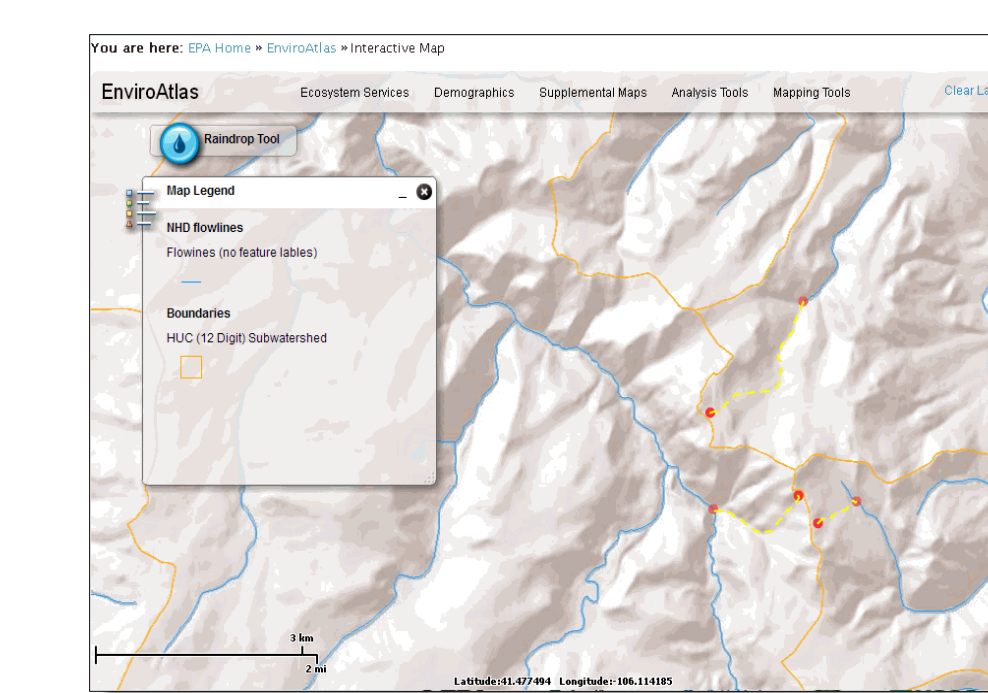 You are here: EPA Home » EnviroAtlas » Interactive Map
EnviroAtlas Ecosystem Services Demographics Supplemental Maps Analysis Tools Mapping Tools Clear La
Raindrop Tool
Map Legend
NHD flowlines
Flowines (no feature lables)
Boundaries
HUC (12 Digit) Subwatershed
3 km
2 mi
Latitude:41.477494 Longitude:-106.114185